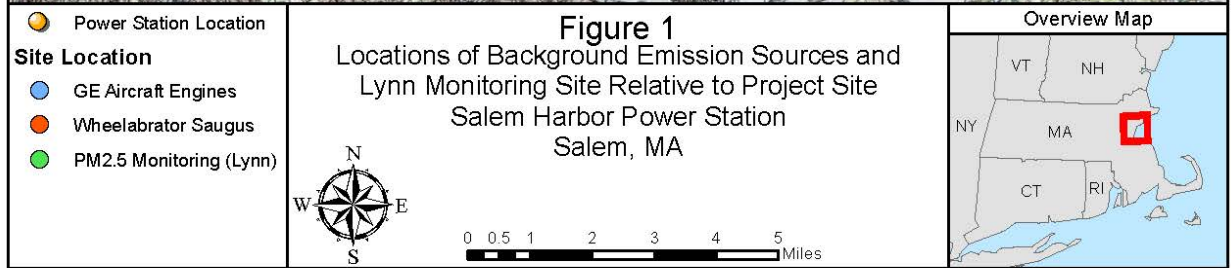 Power Station Location
Site Location
GE Aircraft Engines
Wheelabrator Saugus
PM2.5 Monitoring (Lynn)
Figure 1
Locations of Background Emission Sources and
Lynn Monitoring Site Relative to Project Site
Salem Harbor Power Station
Salem, MA
N
W E
S
0 0.5 1 2 3 4 5
Miles
Overview Map
VT NH
NY MA
CT RI